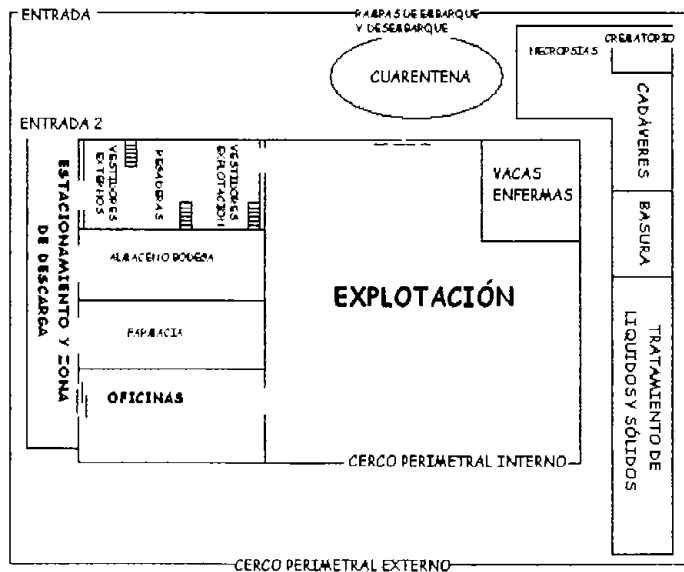 ENTRADA
RAMPAS DE EMBARQUE
Y DESEMBARQUE
CREMATORIO
NECROPSIAS
CUARENTENA
CADÁVERES
ENTRADA 2
VESTIDORES
EXTERNOS
VESTIDORES
EXPLOTACION
VACAS
ENFERMAS
BASURA
ESTACIONAMIENTO Y ZONA
DE DESCARGA
ALMACEN O BODEGA
EXPLOTACIÓN
FARMACIA
OFICINAS
TRATAMIENTO DE
LIQUIDOS Y SÓLIDOS
CERCO PERIMETRAL INTERNO
CERCO PERIMETRAL EXTERNO